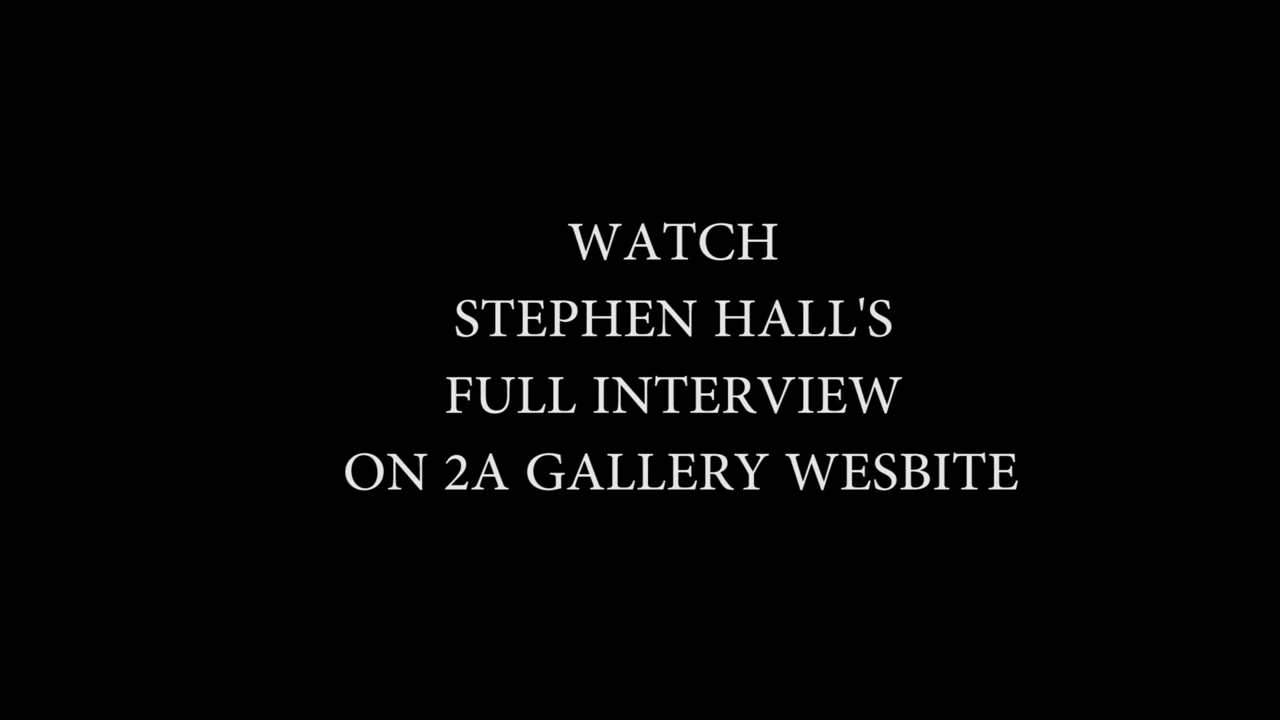 WATCH
STEPHEN HALL'S
FULL INTERVIEW
ON 2A GALLERY WESBITE